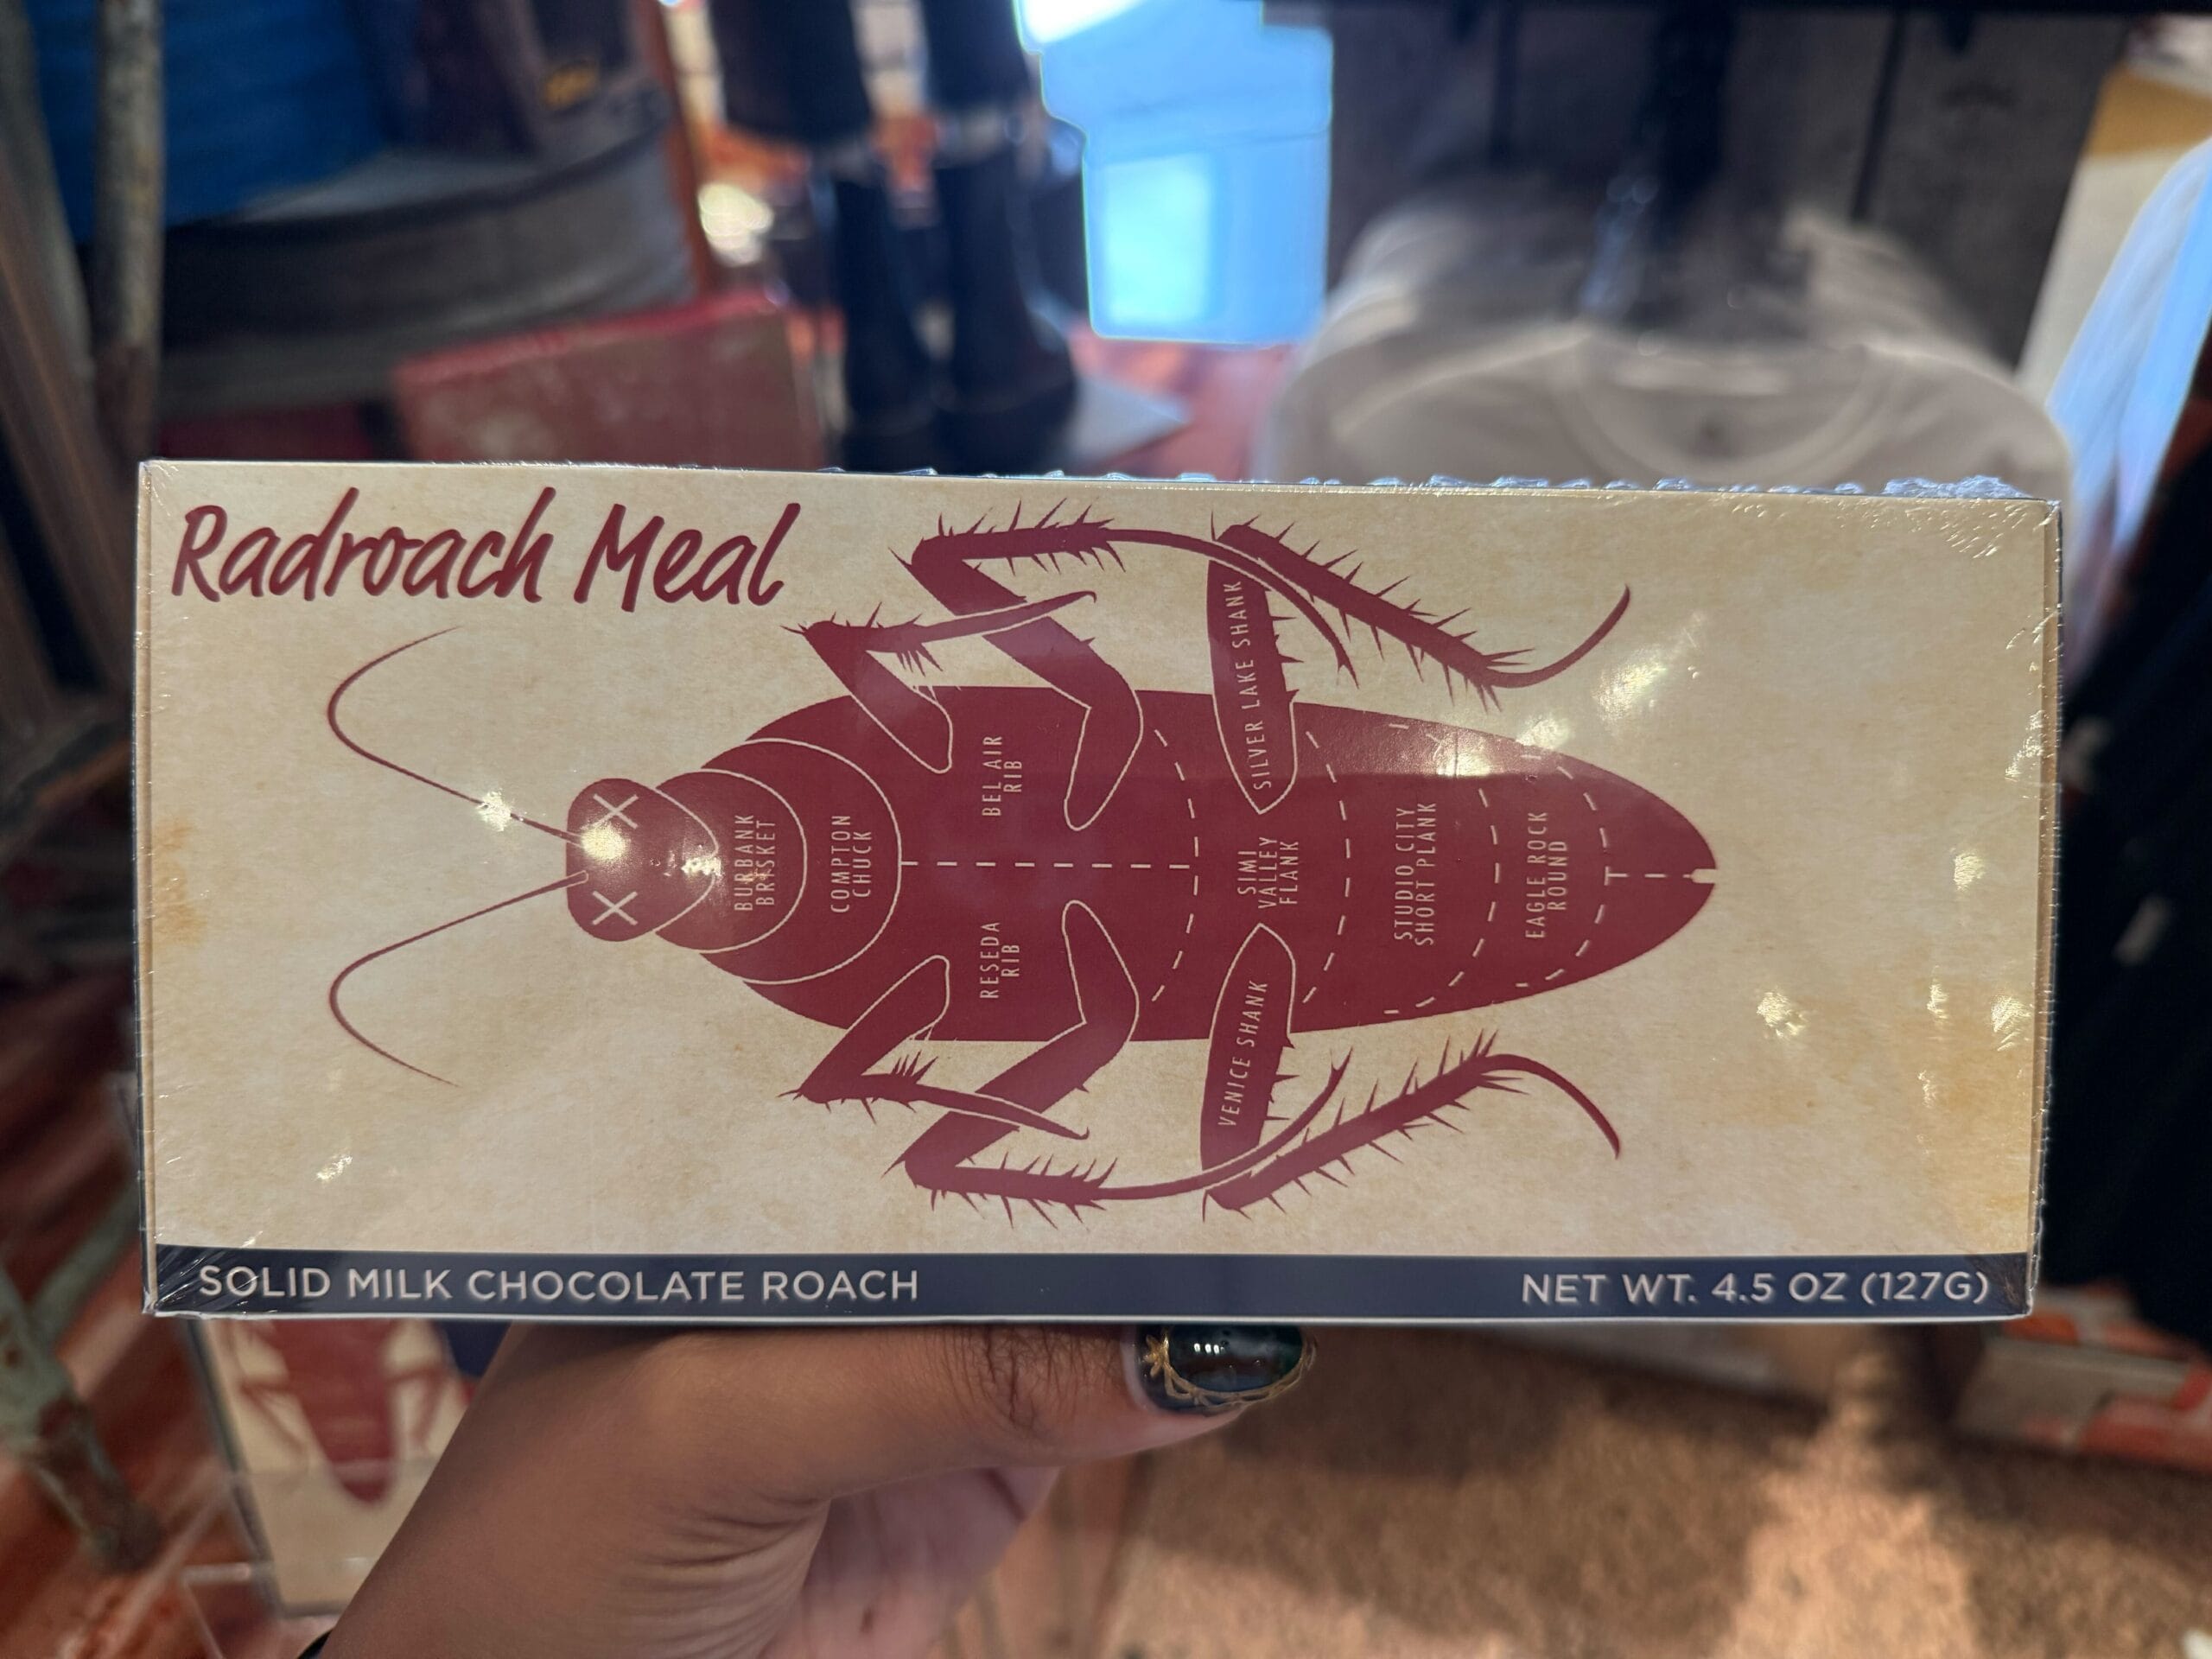 Radroach Meal
BURBANK
BRISKET
COMPTON
CHUCK
BEL AIR
RIB
RESEDA
RIB
SILVER LAKE SHANK
SIMI
VALLEY
FLANK
VENICE SHANK
STUDIO CITY
SHORT PLANK
EAGLE ROCK
ROUND
SOLID MILK CHOCOLATE ROACH
NET WT. 4.5 OZ (127G)